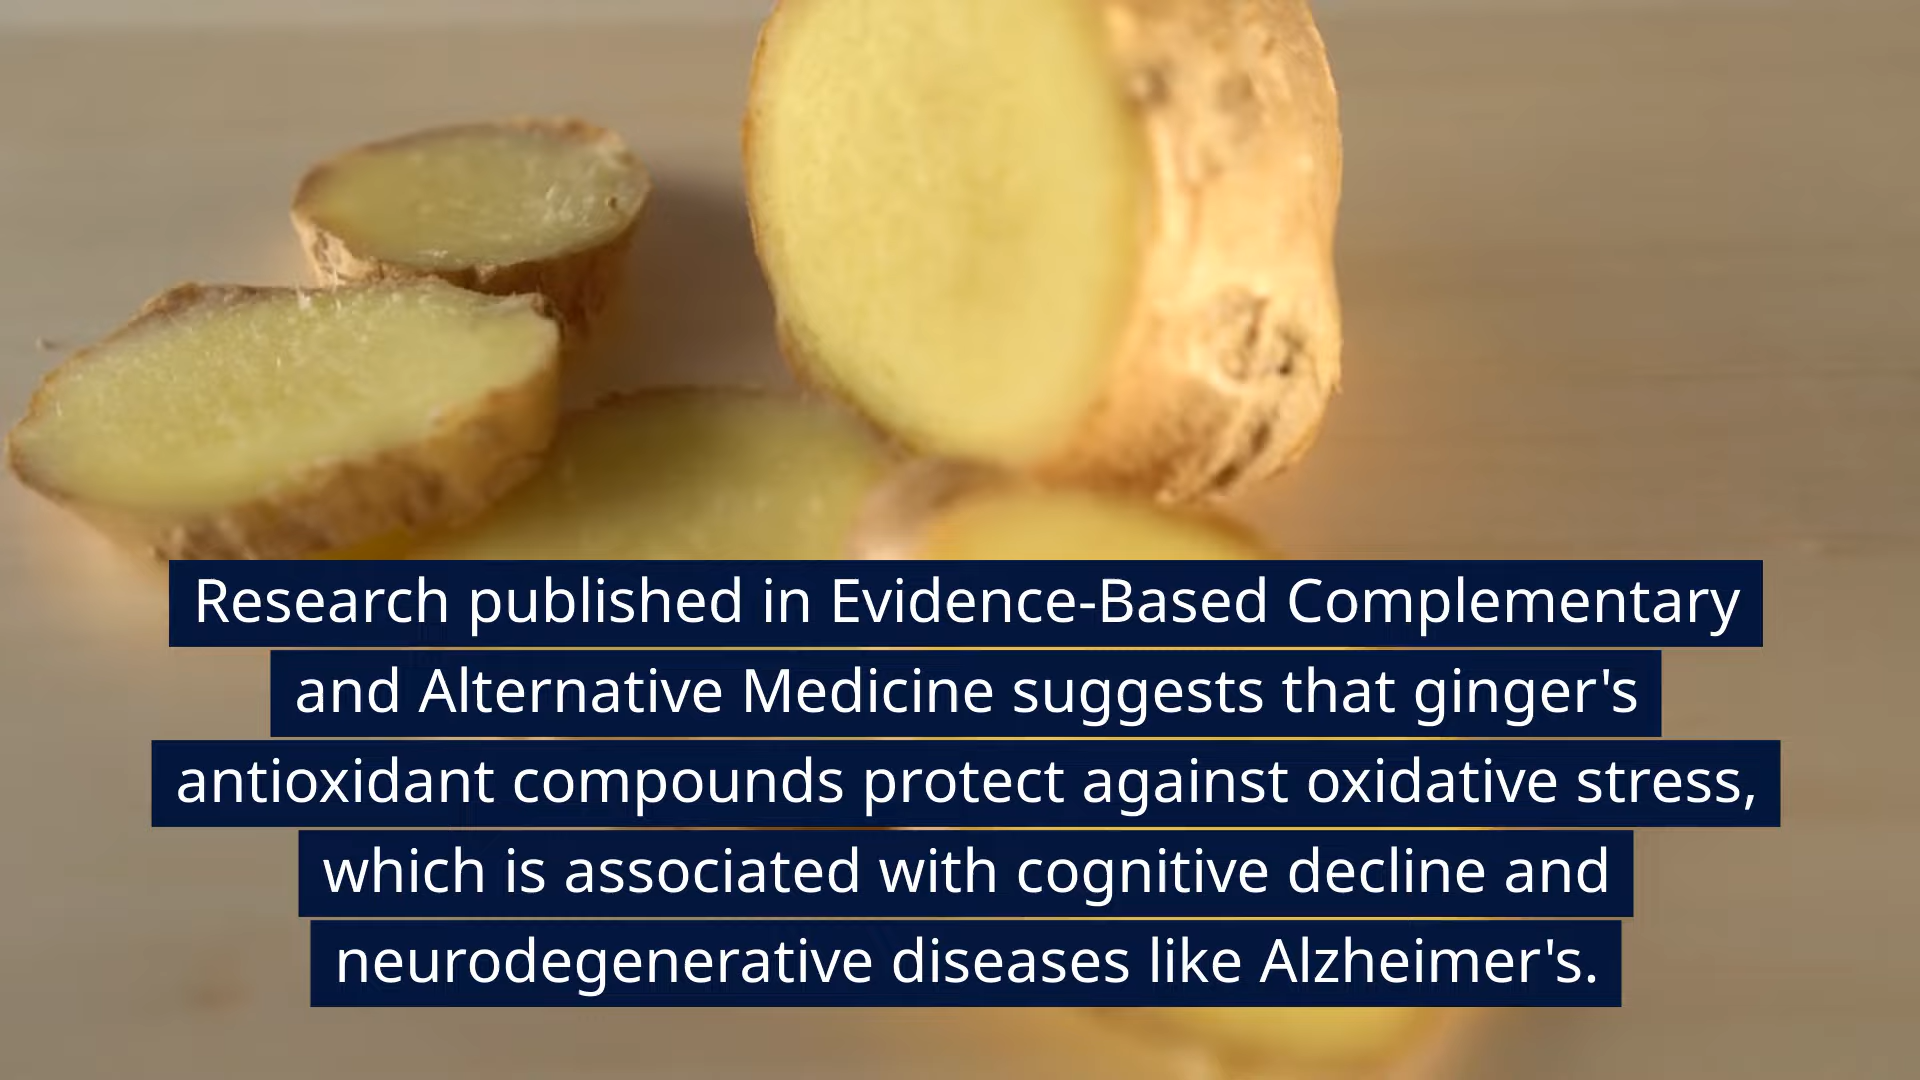 Research published in Evidence-Based Complementary
and Alternative Medicine suggests that ginger's
antioxidant compounds protect against oxidative stress,
which is associated with cognitive decline and
neurodegenerative diseases like Alzheimer's.